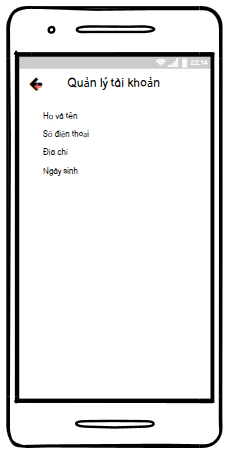 22:14
Quản lý tài khoản
Họ và tên
Số điện thoại
Địa chỉ
Ngày sinh